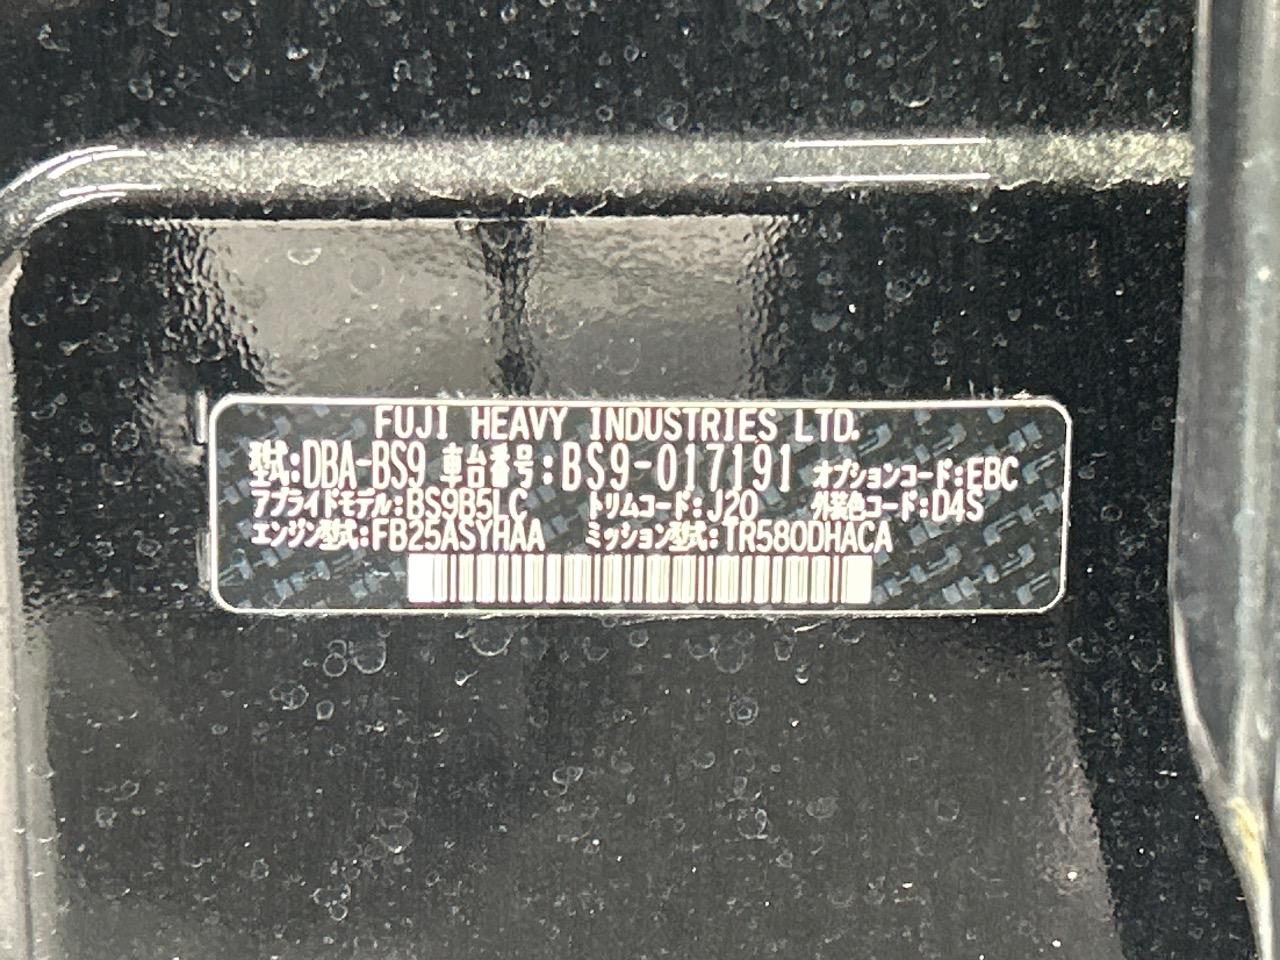 FUJI HEAVY INDUSTRIES LTD.
型式:DBA-BS9 車台番号:BS9-017191 オプションコード:EBC
アプライドモデル:BS9B5LC トリムコード:J20 外装色コード:D4S
エンジン型式:FB25ASYHAA ミッション型式:TR580DHACA